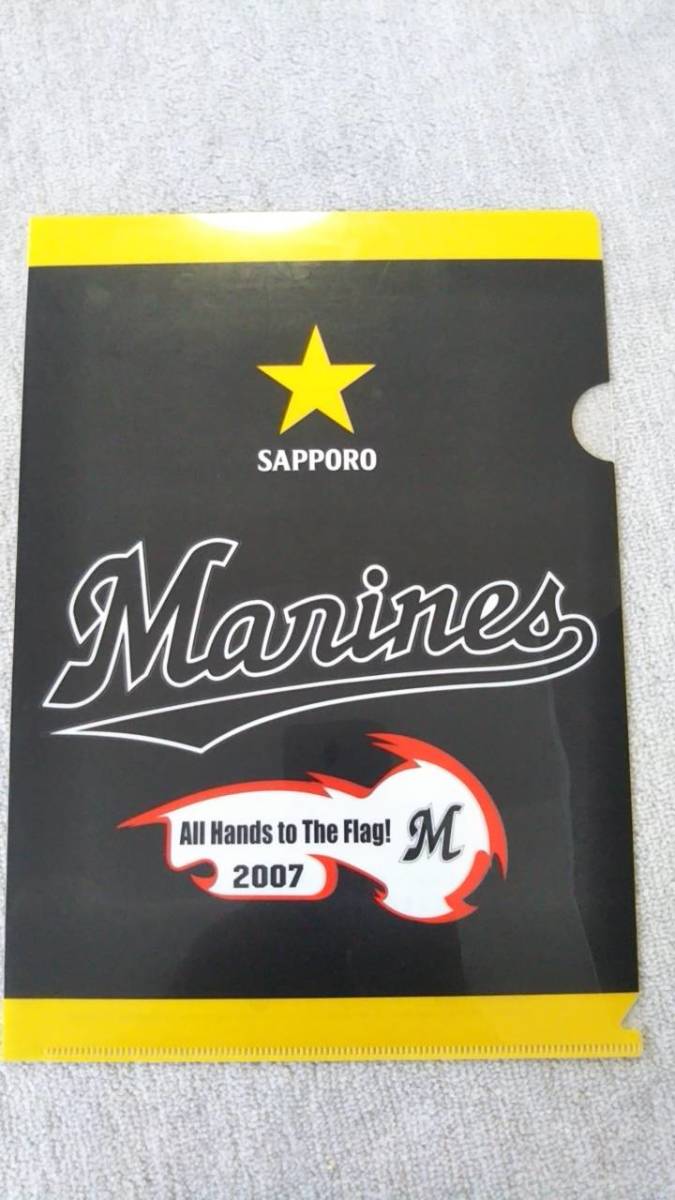 SAPPORO
Marines
All Hands to The Flag! M
2007